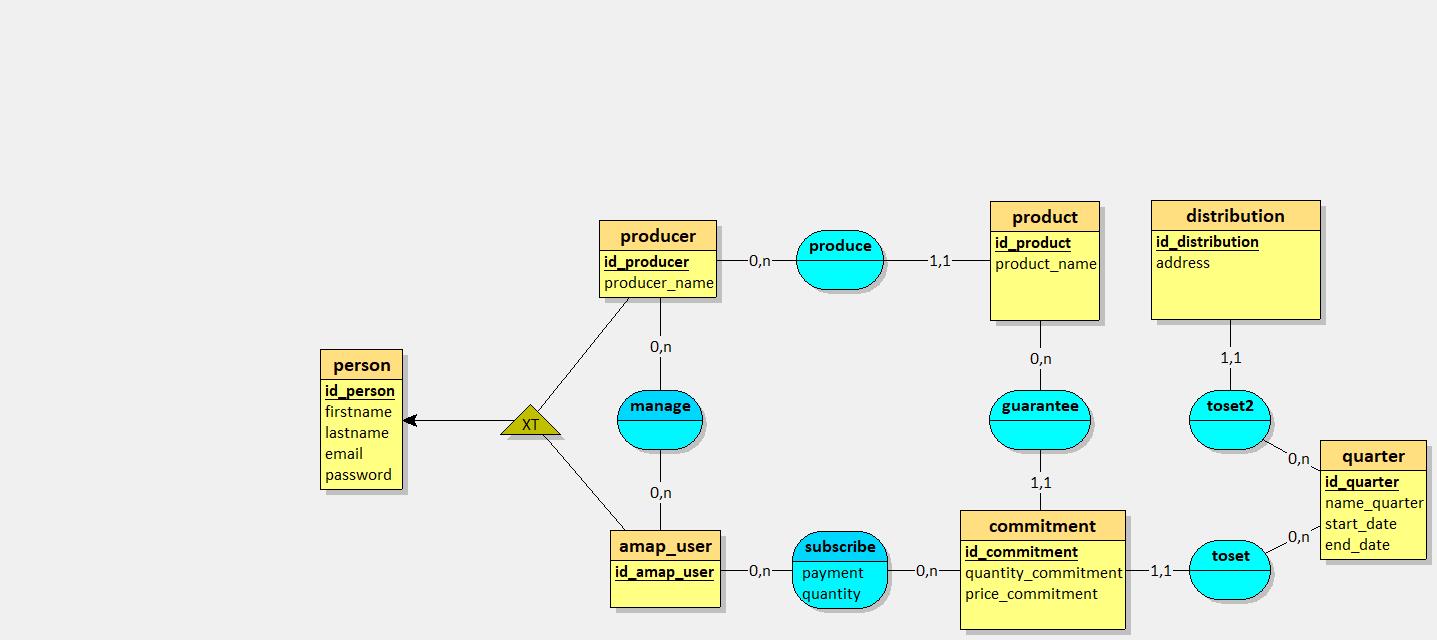 producer
id_producer
producer_name
0,n
produce
1,1
product
id_product
product_name
distribution
id_distribution
address
0,n
0,n
1,1
person
id_person
firstname
lastname
email
password
XT
manage
guarantee
toset2
0,n
quarter
id_quarter
name_quarter
start_date
end_date
0,n
1,1
0,n
amap_user
id_amap_user
0,n
subscribe
payment
quantity
0,n
commitment
id_commitment
quantity_commitment
price_commitment
1,1
toset